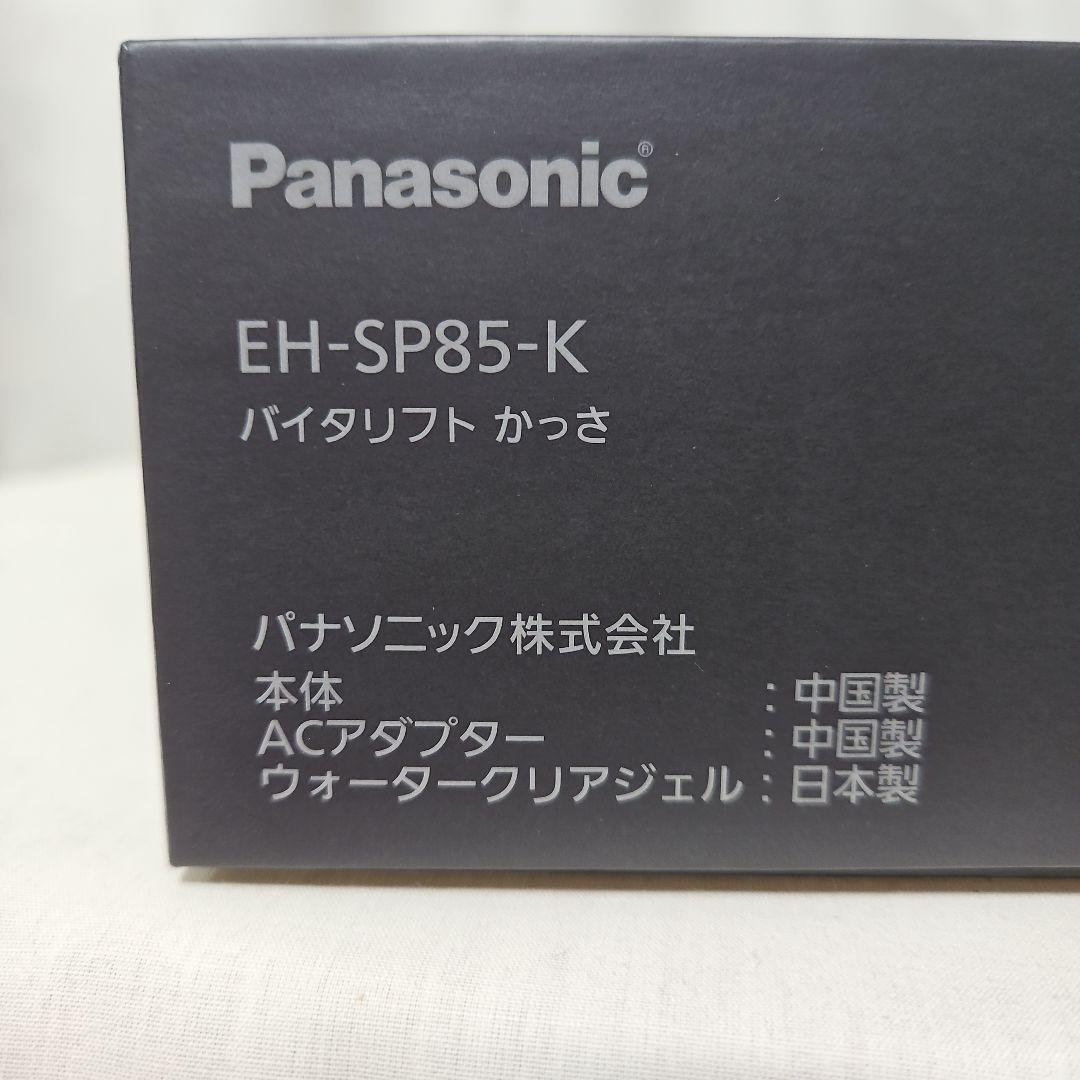 Panasonic®
EH-SP85-K
バイタリフト かっさ
パナソニック株式会社
本体 : 中国製
ACアダプター : 中国製
ウォータークリアジェル : 日本製